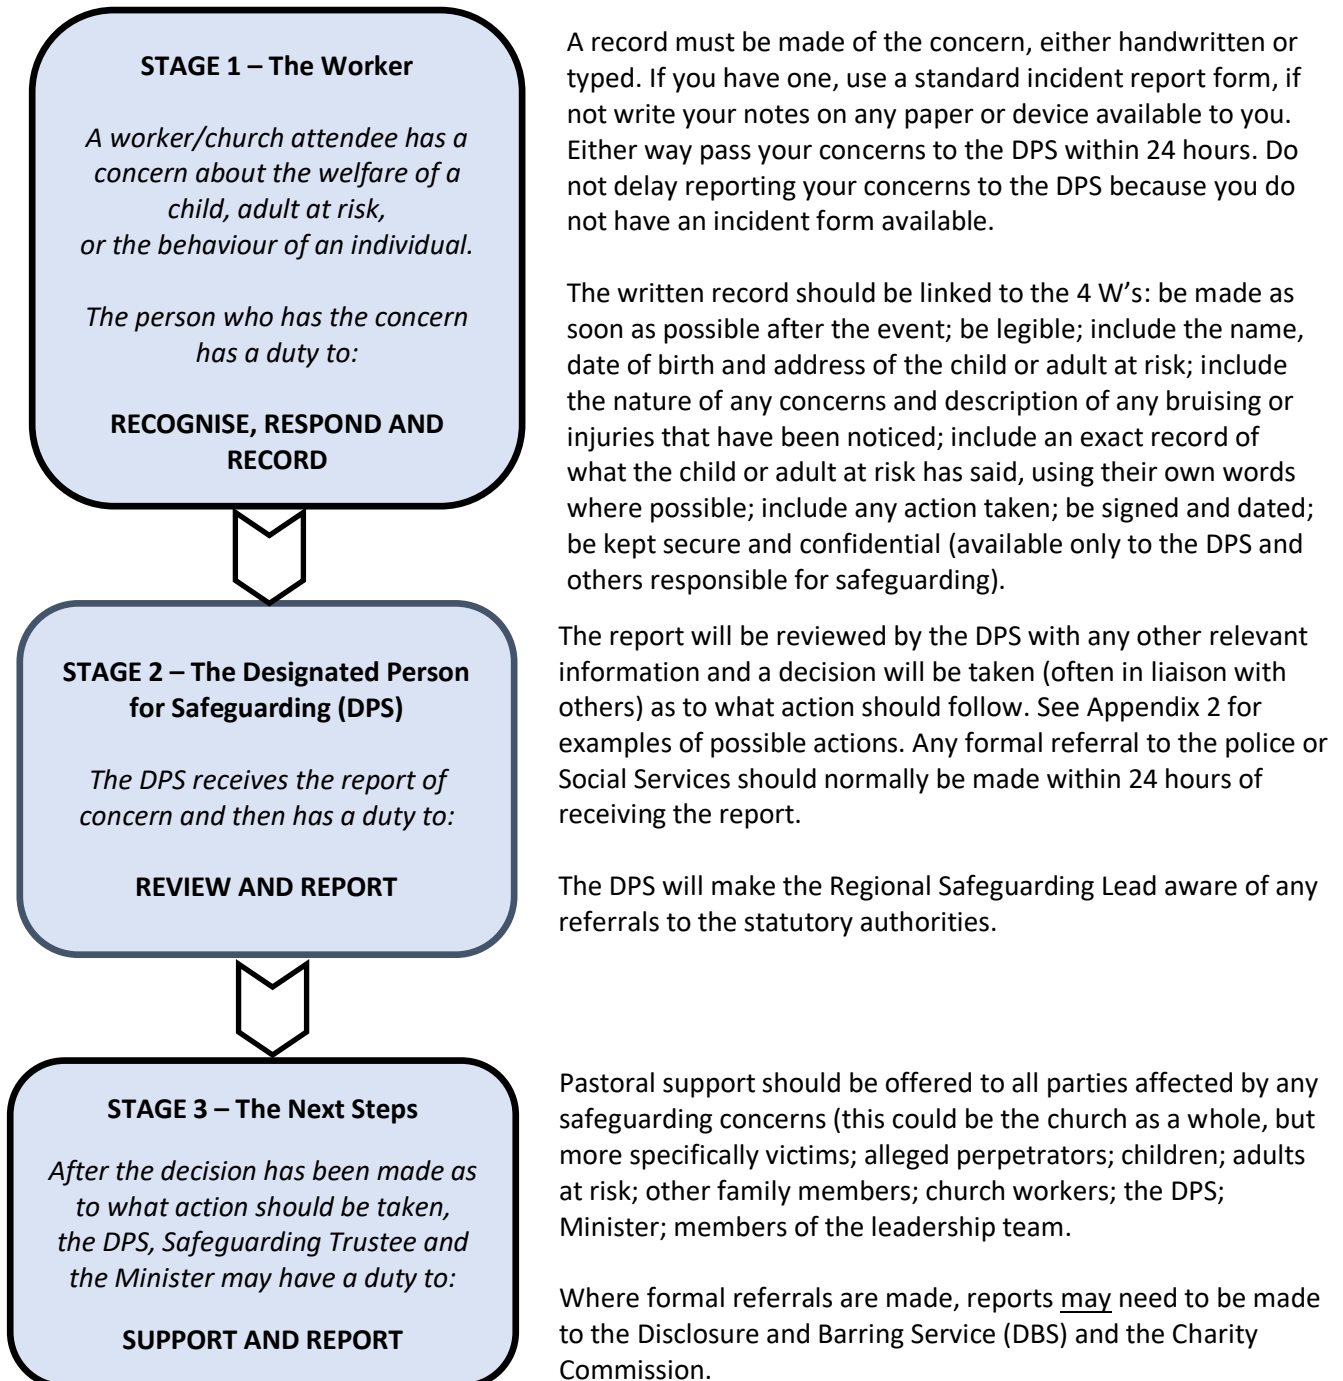 STAGE 1 – The Worker
A worker/church attendee has a
concern about the welfare of a
child, adult at risk,
or the behaviour of an individual.
The person who has the concern
has a duty to:
RECOGNISE, RESPOND AND
RECORD
A record must be made of the concern, either handwritten or
typed. If you have one, use a standard incident report form, if
not write your notes on any paper or device available to you.
Either way pass your concerns to the DPS within 24 hours. Do
not delay reporting your concerns to the DPS because you do
not have an incident form available.
The written record should be linked to the 4 W’s: be made as
soon as possible after the event; be legible; include the name,
date of birth and address of the child or adult at risk; include
the nature of any concerns and description of any bruising or
injuries that have been noticed; include an exact record of
what the child or adult at risk has said, using their own words
where possible; include any action taken; be signed and dated;
be kept secure and confidential (available only to the DPS and
others responsible for safeguarding).
STAGE 2 – The Designated Person
for Safeguarding (DPS)
The DPS receives the report of
concern and then has a duty to:
REVIEW AND REPORT
The report will be reviewed by the DPS with any other relevant
information and a decision will be taken (often in liaison with
others) as to what action should follow. See Appendix 2 for
examples of possible actions. Any formal referral to the police or
Social Services should normally be made within 24 hours of
receiving the report.
The DPS will make the Regional Safeguarding Lead aware of any
referrals to the statutory authorities.
STAGE 3 – The Next Steps
After the decision has been made as
to what action should be taken,
the DPS, Safeguarding Trustee and
the Minister may have a duty to:
SUPPORT AND REPORT
Pastoral support should be offered to all parties affected by any
safeguarding concerns (this could be the church as a whole, but
more specifically victims; alleged perpetrators; children; adults
at risk; other family members; church workers; the DPS;
Minister; members of the leadership team.
Where formal referrals are made, reports may need to be made
to the Disclosure and Barring Service (DBS) and the Charity
Commission.